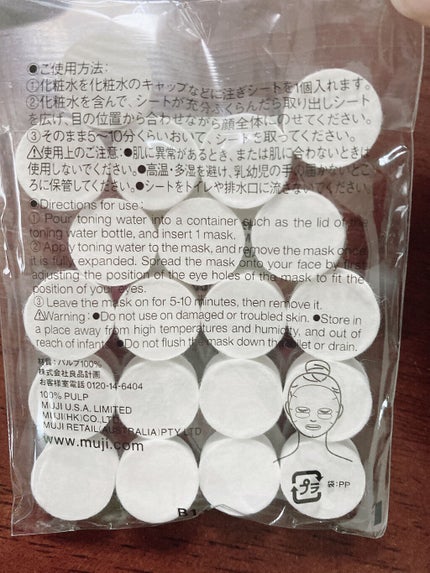 ●ご使用方法:
①化粧水を化粧水のキャップなどに注ぎシートを1個入れます。
②化粧水を含んで、シートが充分ふくらんだら取り出しシート
を広げ、目の位置から合わせながら顔全体にのせてください。
③そのまま5〜10分くらいおいて、シートを取ってください。
⚠使用上のご注意:●肌に異常があるとき、または肌に合わないときは
使用しないでください。●高温・多湿を避け、乳幼児の手の届かないとこ
ろに保管してください。●シートをトイレや排水口に流さないでください。
●Directions for use:
① Pour toning water into a container such as the lid of the
toning water bottle, and insert 1 mask.
② Apply toning water to the mask, and remove the mask once
it is fully expanded. Spread the mask onto your face by first
adjusting the position of the eye holes of the mask to fit the
position of your eyes.
③ Leave the mask on for 5-10 minutes, then remove it.
⚠Warning: ●Do not use on damaged or troubled skin. ●Store in
a place away from high temperatures and humidity, and out of
reach of infants. ●Do not flush the mask down the toilet or drain.
材質:パルプ100%
株式会社良品計画
お客様室電話 0120-14-6404
100% PULP
MUJI U.S.A. LIMITED
MUJI(HK)CO.,LTD
MUJI RETAIL(AUSTRALIA)PTY LTD
www.muji.com
プラ
袋:PP